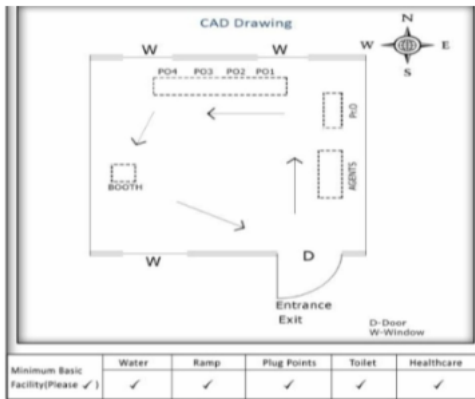 CAD Drawing
N
W E
S
W W
PO4 PO3 PO2 PO1
PrO
AGENTS
BOOTH
W
D
Entrance
Exit
D-Door
W-Window
Minimum Basic
Facility(Please ✓)
Water Ramp Plug Points Toilet Healthcare
✓ ✓ ✓ ✓ ✓